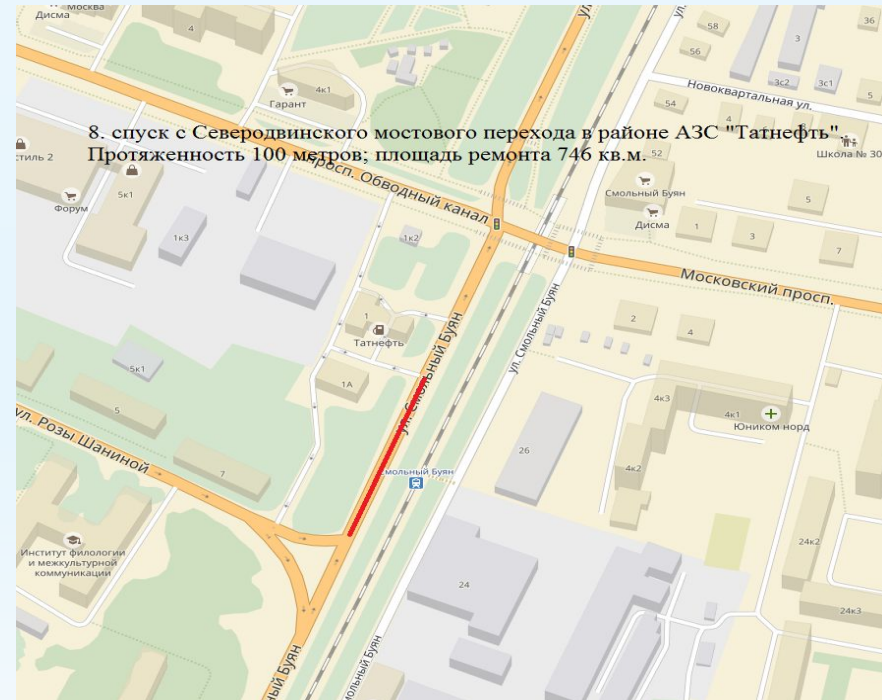 Москва
Дисма
4
ул.
58
56
3
36
4к1
Гарант
3с2
3с1
5
Новоквартальная ул.
54
4
8. спуск с Северодвинского мостового перехода в районе АЗС "Татнефть".
Протяженность 100 метров; площадь ремонта 746 кв.м.
стиль 2
52
Школа № 30
просп. Обводный канал
5к1
Форум
Смольный Буян
Дисма
5
1
3
7
1к3
1к2
Московский просп.
1
Татнефть
ул. Смольный Буян
ул. Смольный Буян
2
4
5к1
1А
5
4к3
4к1
Юником норд
ул. Розы Шаниной
7
Смольный Буян
26
4к2
Институт филологии
и межкультурной
коммуникации
24к2
24
24к3
ный Буян
мольный Буян